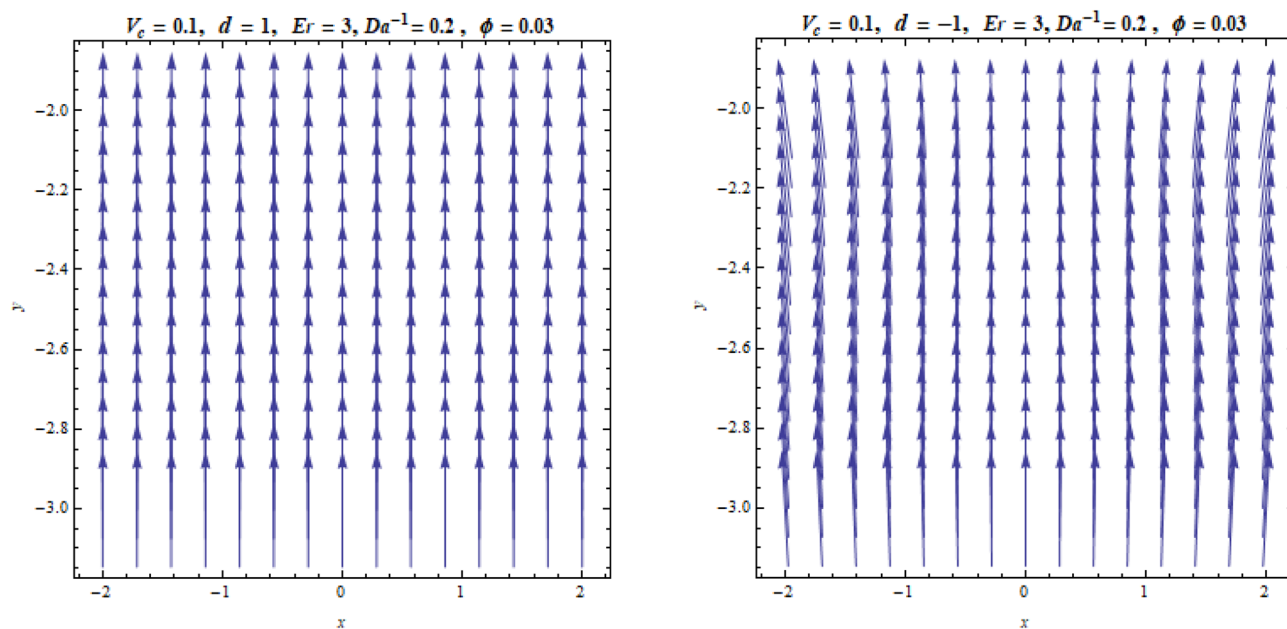 V_c = 0.1, d = 1, Er = 3, Da⁻¹ = 0.2 , ϕ = 0.03
y
−2.0
−2.2
−2.4
−2.6
−2.8
−3.0
−2 −1 0 1 2
x
V_c = 0.1, d = −1, Er = 3, Da⁻¹ = 0.2 , ϕ = 0.03
y
−2.0
−2.2
−2.4
−2.6
−2.8
−3.0
−2 −1 0 1 2
x